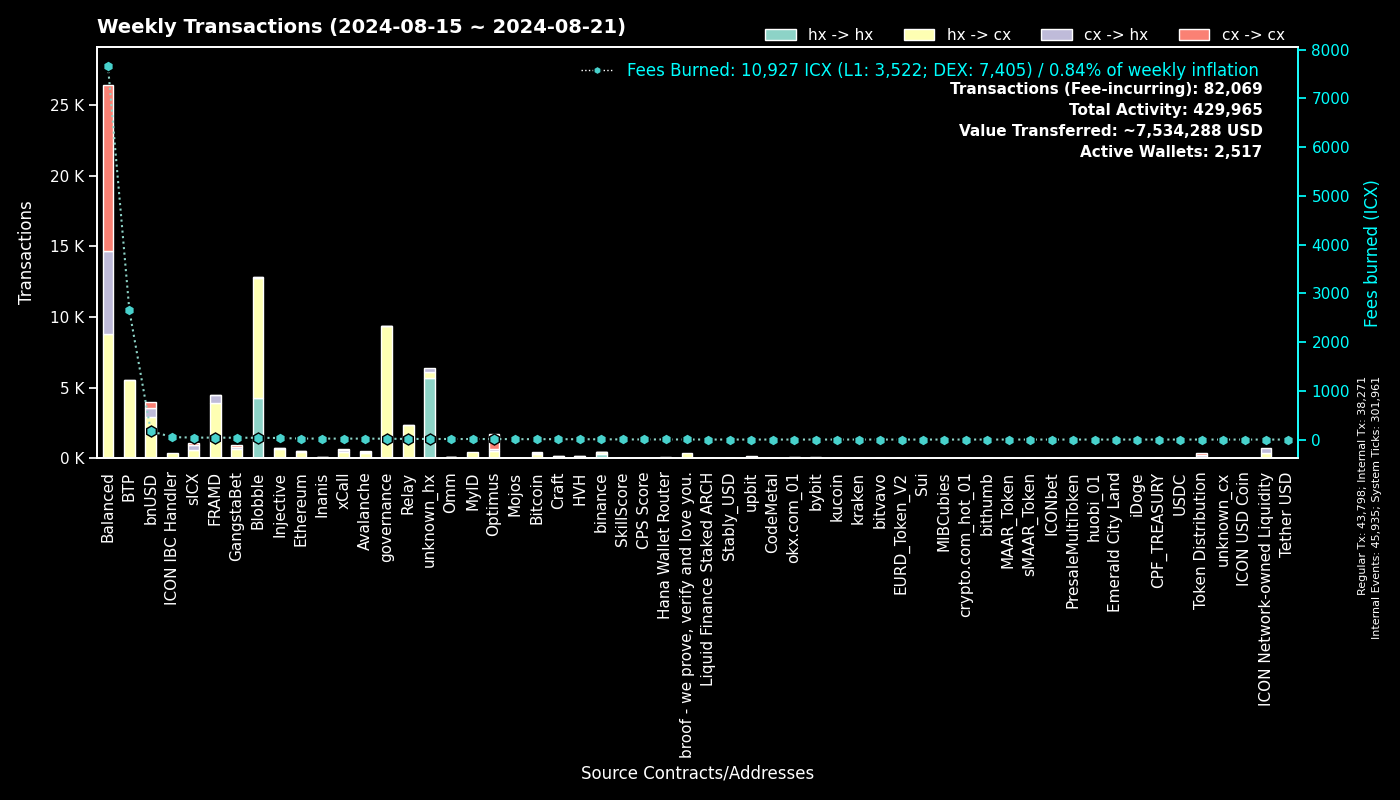 Weekly Transactions (2024-08-15 ~ 2024-08-21)
hx -> hx
hx -> cx
cx -> hx
cx -> cx
Fees Burned: 10,927 ICX (L1: 3,522; DEX: 7,405) / 0.84% of weekly inflation
Transactions (Fee-incurring): 82,069
Total Activity: 429,965
Value Transferred: ~7,534,288 USD
Active Wallets: 2,517
Transactions
25 K
20 K
15 K
10 K
5 K
0 K
8000
7000
6000
5000
4000
3000
2000
1000
0
Fees burned (ICX)
Regular Tx: 43,798; Internal Tx: 38,271
Internal Events: 45,935; System Ticks: 301,961
Balanced
BTP
bnUSD
ICON IBC Handler
sICX
FRAMD
GangstaBet
Blobble
Injective
Ethereum
Inanis
xCall
Avalanche
governance
Relay
unknown_hx
Omm
MyID
Optimus
Mojos
Bitcoin
Craft
HVH
binance
SkillScore
CPS Score
Hana Wallet Router
broof - we prove, verify and love you.
Liquid Finance Staked ARCH
Stably_USD
upbit
CodeMetal
okx.com_01
bybit
kucoin
kraken
bitvavo
EURD_Token_V2
Sui
MIBCubies
crypto.com_hot_01
bithumb
MAAR_Token
sMAAR_Token
ICONbet
PresaleMultiToken
huobi_01
Emerald City Land
iDoge
CPF_TREASURY
USDC
Token Distribution
unknown_cx
ICON USD Coin
ICON Network-owned Liquidity
Tether USD
Source Contracts/Addresses